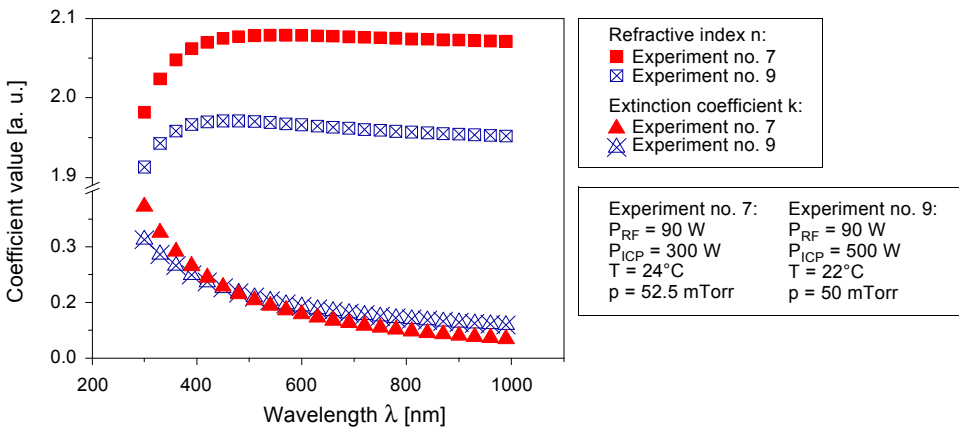 2.1
2.0
1.9
0.3
0.2
0.0
Coefficient value [a. u.]
200
400
600
800
1000
Wavelength λ [nm]
Refractive index n:
Experiment no. 7
Experiment no. 9
Extinction coefficient k:
Experiment no. 7
Experiment no. 9
Experiment no. 7:
P_RF = 90 W
P_ICP = 300 W
T = 24°C
p = 52.5 mTorr
Experiment no. 9:
P_RF = 90 W
P_ICP = 500 W
T = 22°C
p = 50 mTorr